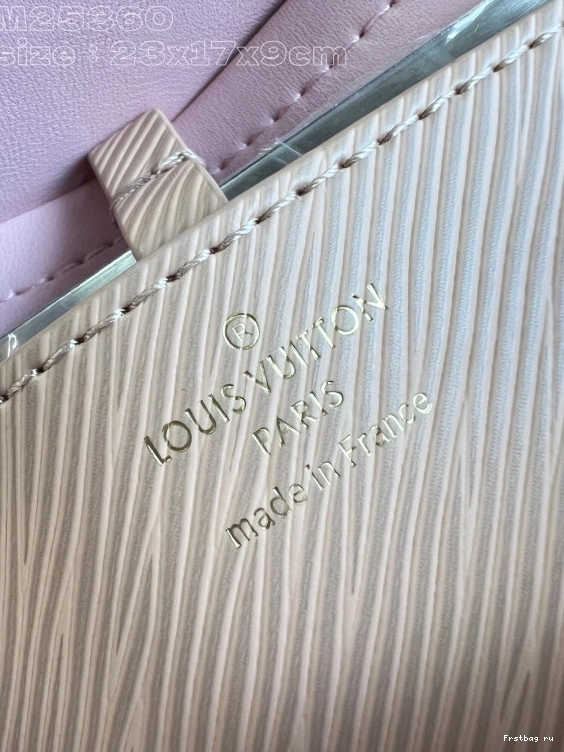 M25360
size : 23x17x9cm
®
LOUIS VUITTON
PARIS
made in France
Frstbag ru